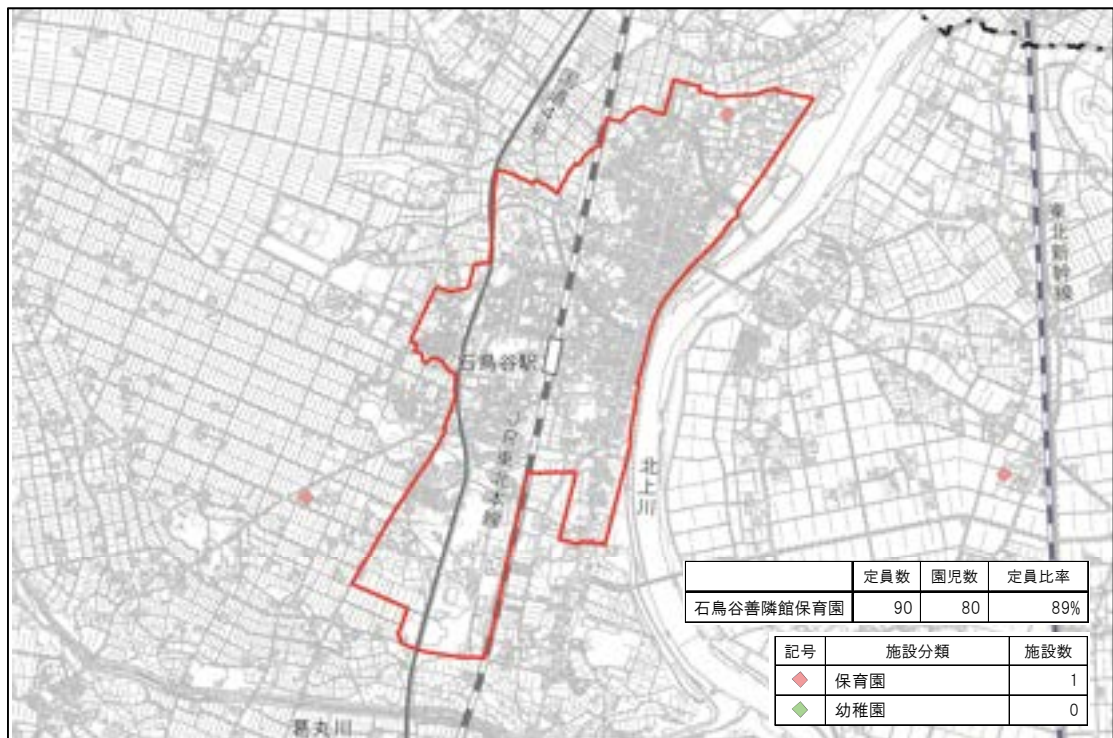 東北新幹線
石鳥谷駅
JR東北本線
北上川
葛丸川
定員数 園児数 定員比率
石鳥谷善隣館保育園 90 80 89%
記号 施設分類 施設数
保育園 1
幼稚園 0